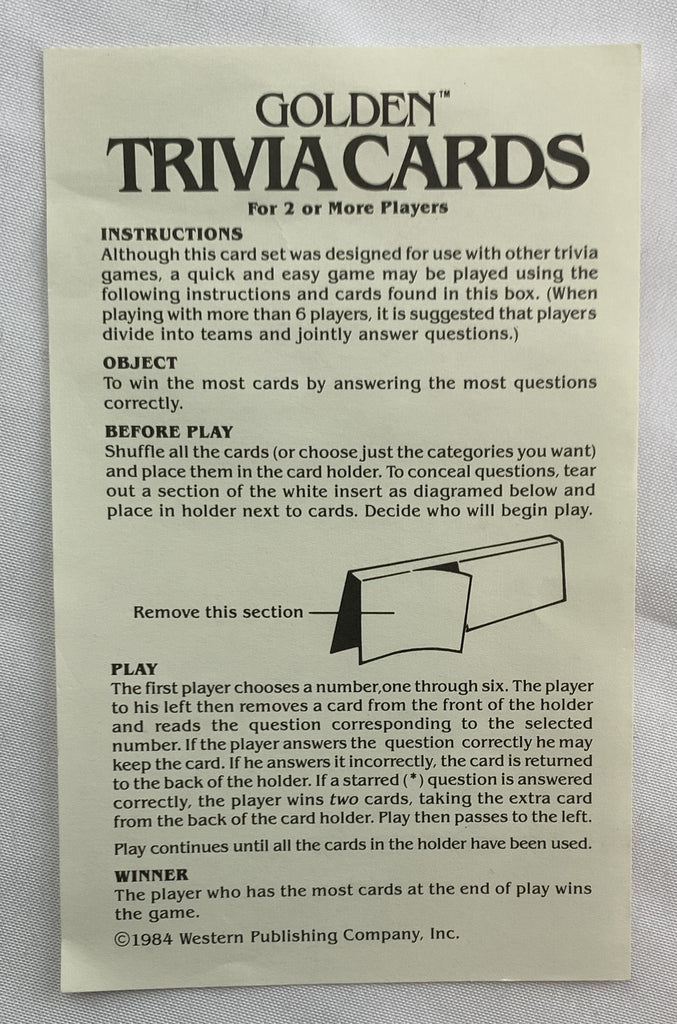 GOLDEN™
TRIVIA CARDS
For 2 or More Players
INSTRUCTIONS
Although this card set was designed for use with other trivia
games, a quick and easy game may be played using the
following instructions and cards found in this box. (When
playing with more than 6 players, it is suggested that players
divide into teams and jointly answer questions.)
OBJECT
To win the most cards by answering the most questions
correctly.
BEFORE PLAY
Shuffle all the cards (or choose just the categories you want)
and place them in the card holder. To conceal questions, tear
out a section of the white insert as diagramed below and
place in holder next to cards. Decide who will begin play.
Remove this section
PLAY
The first player chooses a number,one through six. The player
to his left then removes a card from the front of the holder
and reads the question corresponding to the selected
number. If the player answers the question correctly he may
keep the card. If he answers it incorrectly, the card is returned
to the back of the holder. If a starred (*) question is answered
correctly, the player wins two cards, taking the extra card
from the back of the card holder. Play then passes to the left.
Play continues until all the cards in the holder have been used.
WINNER
The player who has the most cards at the end of play wins
the game.
©1984 Western Publishing Company, Inc.